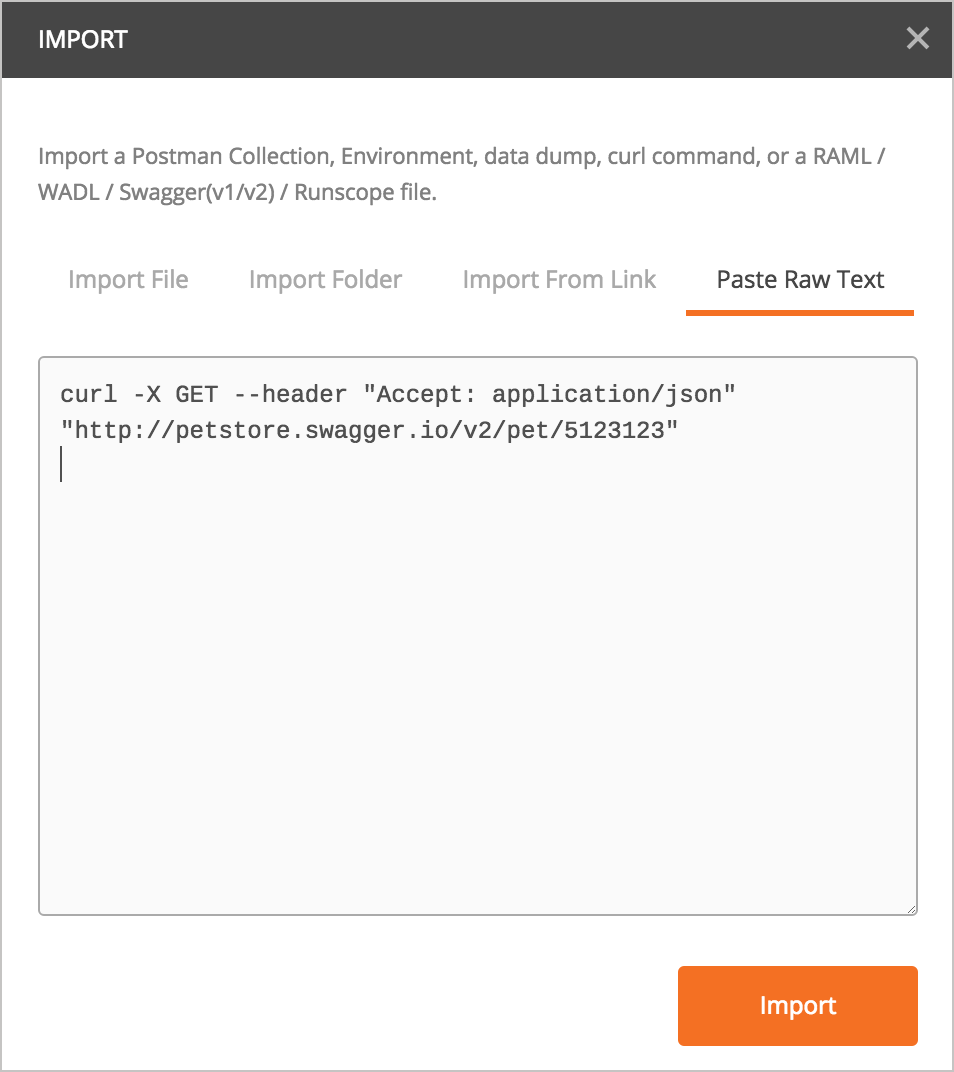 IMPORT
Import a Postman Collection, Environment, data dump, curl command, or a RAML /
WADL / Swagger(v1/v2) / Runscope file.
Import File Import Folder Import From Link Paste Raw Text
curl -X GET --header "Accept: application/json"
"http://petstore.swagger.io/v2/pet/5123123"
Import